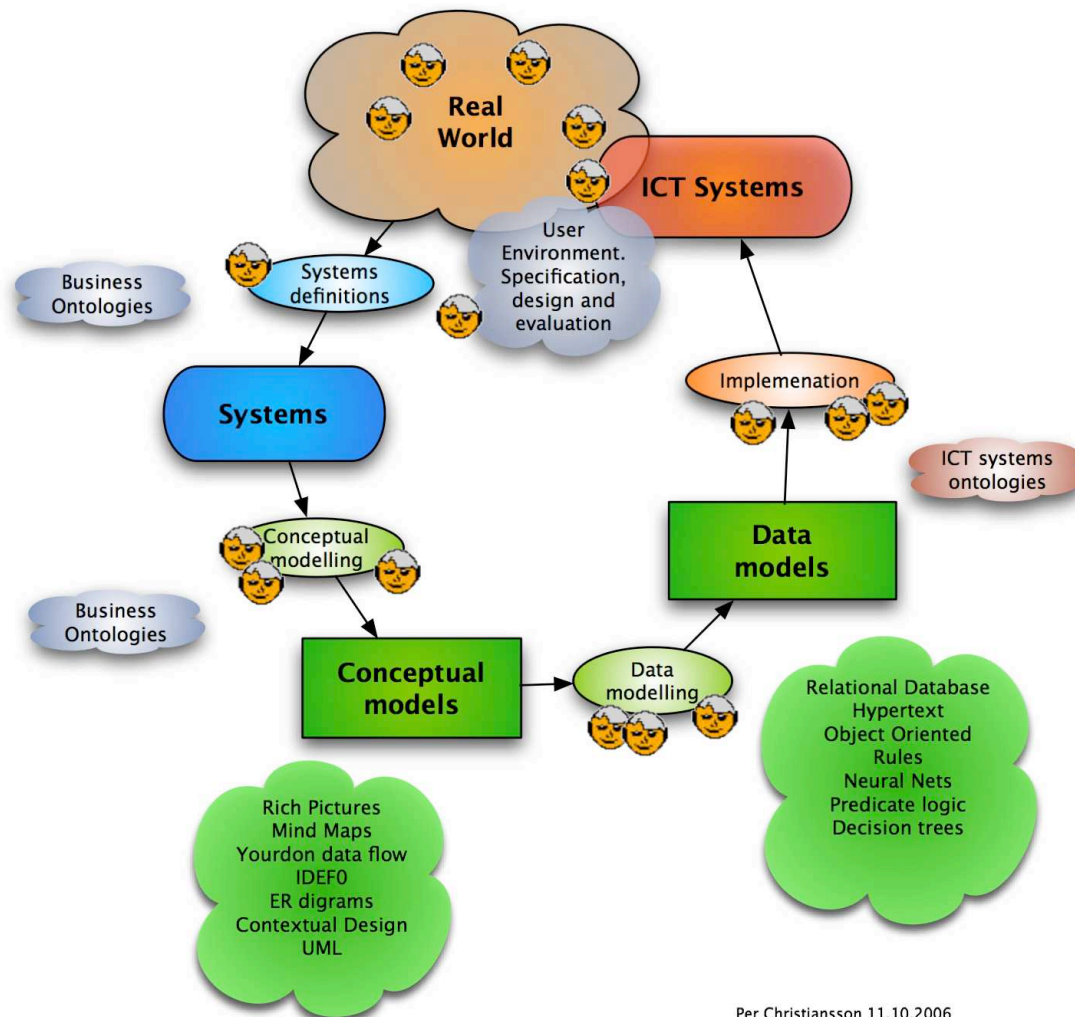 Real
World
ICT Systems
User
Environment.
Specification,
design and
evaluation
Business
Ontologies
Systems
definitions
Implemenation
Systems
ICT systems
ontologies
Conceptual
modelling
Data
models
Business
Ontologies
Conceptual
models
Data
modelling
Relational Database
Hypertext
Object Oriented
Rules
Neural Nets
Predicate logic
Decision trees
Rich Pictures
Mind Maps
Yourdon data flow
IDEF0
ER digrams
Contextual Design
UML
Per Christiansson 11.10.2006